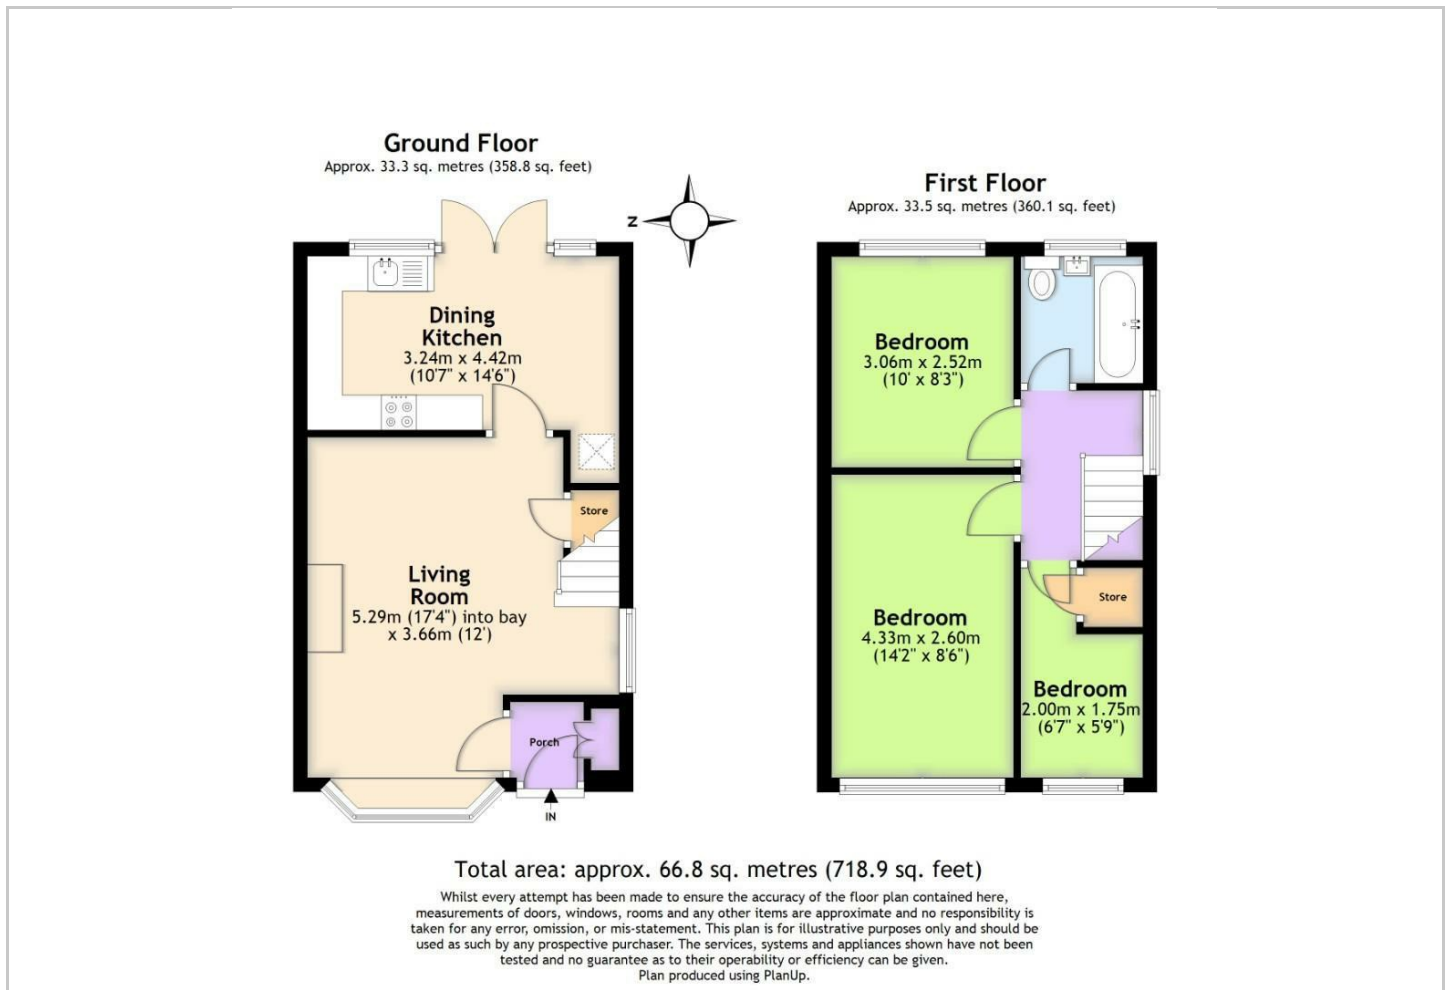 Ground Floor
Approx. 33.3 sq. metres (358.8 sq. feet)
Dining
Kitchen
3.24m x 4.42m
(10'7" x 14'6")
Store
Living
Room
5.29m (17'4") into bay
x 3.66m (12')
Porch
IN
N
First Floor
Approx. 33.5 sq. metres (360.1 sq. feet)
Bedroom
3.06m x 2.52m
(10' x 8'3")
Bedroom
4.33m x 2.60m
(14'2" x 8'6")
Store
Bedroom
2.00m x 1.75m
(6'7" x 5'9")
Total area: approx. 66.8 sq. metres (718.9 sq. feet)
Whilst every attempt has been made to ensure the accuracy of the floor plan contained here,
measurements of doors, windows, rooms and any other items are approximate and no responsibility is
taken for any error, omission, or mis-statement. This plan is for illustrative purposes only and should be
used as such by any prospective purchaser. The services, systems and appliances shown have not been
tested and no guarantee as to their operability or efficiency can be given.
Plan produced using PlanUp.